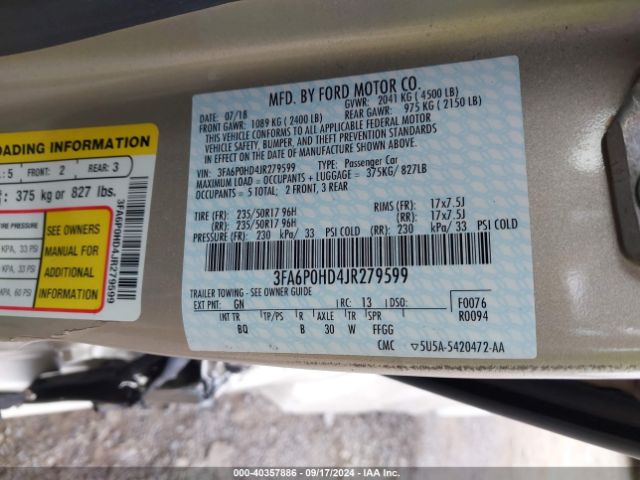 MFD. BY FORD MOTOR CO.
DATE: 07/18 GVWR: 2041 KG ( 4500 LB)
FRONT GAWR: 1089 KG ( 2400 LB) REAR GAWR: 975 KG ( 2150 LB)
THIS VEHICLE CONFORMS TO ALL APPLICABLE FEDERAL MOTOR
VEHICLE SAFETY, BUMPER, AND THEFT PREVENTION STANDARDS
IN EFFECT ON THE DATE OF MANUFACTURE SHOWN ABOVE.
VIN: 3FA6P0HD4JR279599 TYPE: Passenger Car
MAXIMUM LOAD = OCCUPANTS + LUGGAGE = 375KG/ 827LB
OCCUPANTS = 5 TOTAL; 2 FRONT, 3 REAR
TIRE (FR): 235/50R17 96H RIMS (FR): 17x7.5J
(RR): 235/50R17 96H (RR): 17x7.5J
PRESSURE (FR): 230 kPa/ 33 PSI COLD (RR): 230 kPa/ 33 PSI COLD
3FA6P0HD4JR279599
TRAILER TOWING - SEE OWNER GUIDE
EXT PNT: GN RC: 13 DSO: F0076
R0094
INT TR TP/PS R AXLE TR SPR
BQ B 30 W FFGG
CMC ▽5U5A-5420472-AA
OADING INFORMATION
: 5 FRONT: 2 REAR: 3
: 375 kg or 827 lbs.
3FA6P0HD4JR279599
TIRE PRESSURE
SEE OWNERS
MANUAL FOR
ADDITIONAL
INFORMATION
KPA, 33 PSI
KPA, 33 PSI
KPA, 60 PSI
000 - 40357886 - 09/17/2024 - IAA Inc.